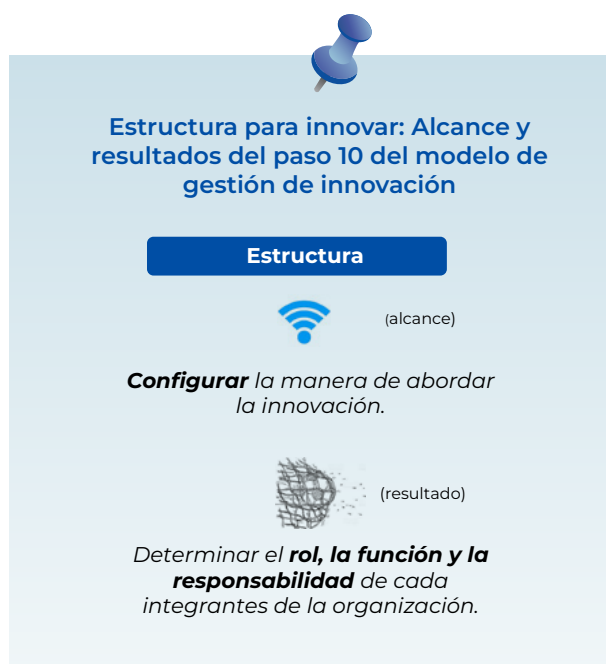 Estructura para innovar: Alcance y
resultados del paso 10 del modelo de
gestión de innovación
Estructura
(alcance)
Configurar la manera de abordar
la innovación.
(resultado)
Determinar el rol, la función y la
responsabilidad de cada
integrantes de la organización.